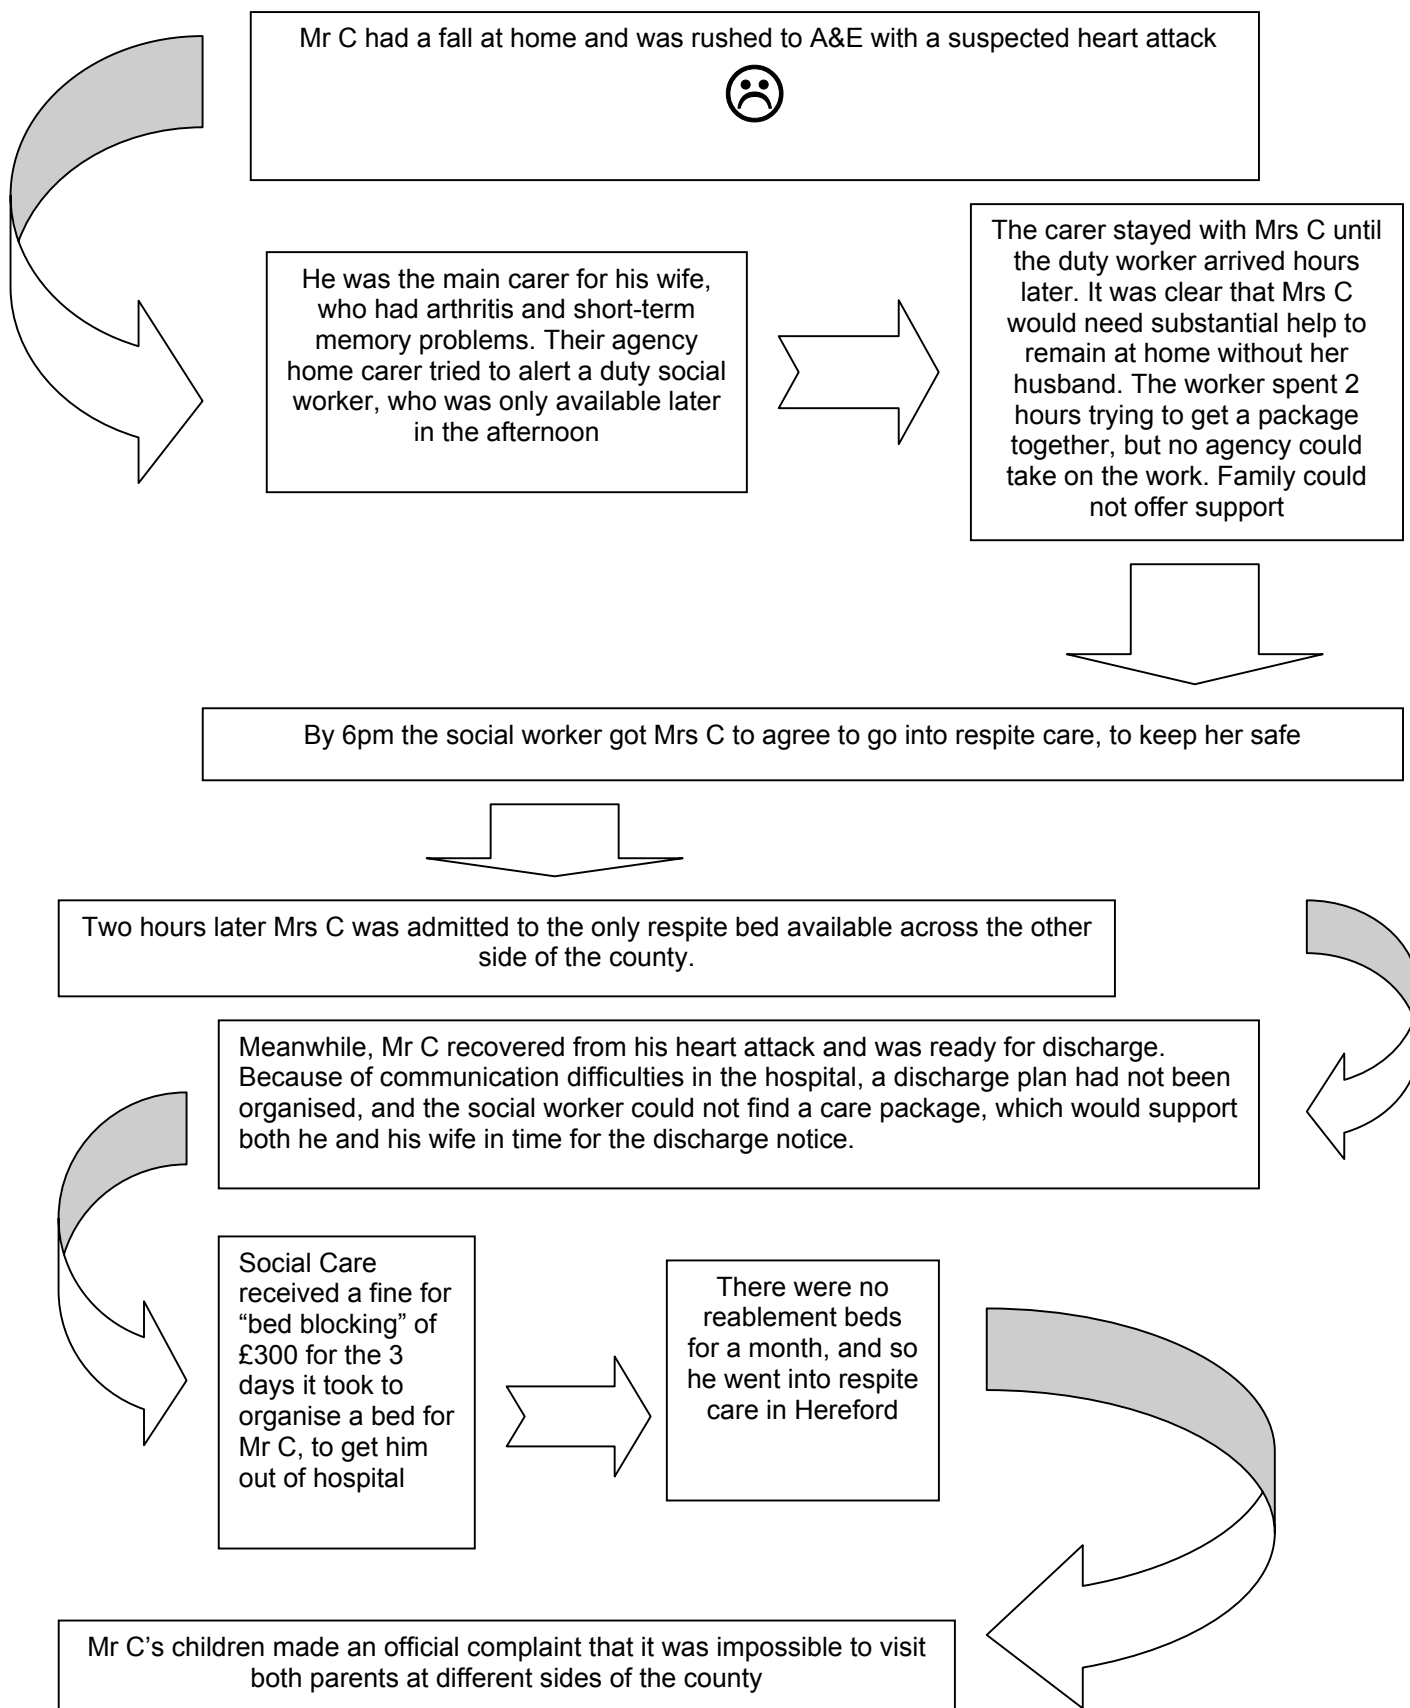 Mr C had a fall at home and was rushed to A&E with a suspected heart attack
He was the main carer for his wife,
who had arthritis and short-term
memory problems. Their agency
home carer tried to alert a duty social
worker, who was only available later
in the afternoon
The carer stayed with Mrs C until
the duty worker arrived hours
later. It was clear that Mrs C
would need substantial help to
remain at home without her
husband. The worker spent 2
hours trying to get a package
together, but no agency could
take on the work. Family could
not offer support
By 6pm the social worker got Mrs C to agree to go into respite care, to keep her safe
Two hours later Mrs C was admitted to the only respite bed available across the other
side of the county.
Meanwhile, Mr C recovered from his heart attack and was ready for discharge.
Because of communication difficulties in the hospital, a discharge plan had not been
organised, and the social worker could not find a care package, which would support
both he and his wife in time for the discharge notice.
Social Care
received a fine for
“bed blocking” of
£300 for the 3
days it took to
organise a bed for
Mr C, to get him
out of hospital
There were no
reablement beds
for a month, and so
he went into respite
care in Hereford
Mr C’s children made an official complaint that it was impossible to visit
both parents at different sides of the county